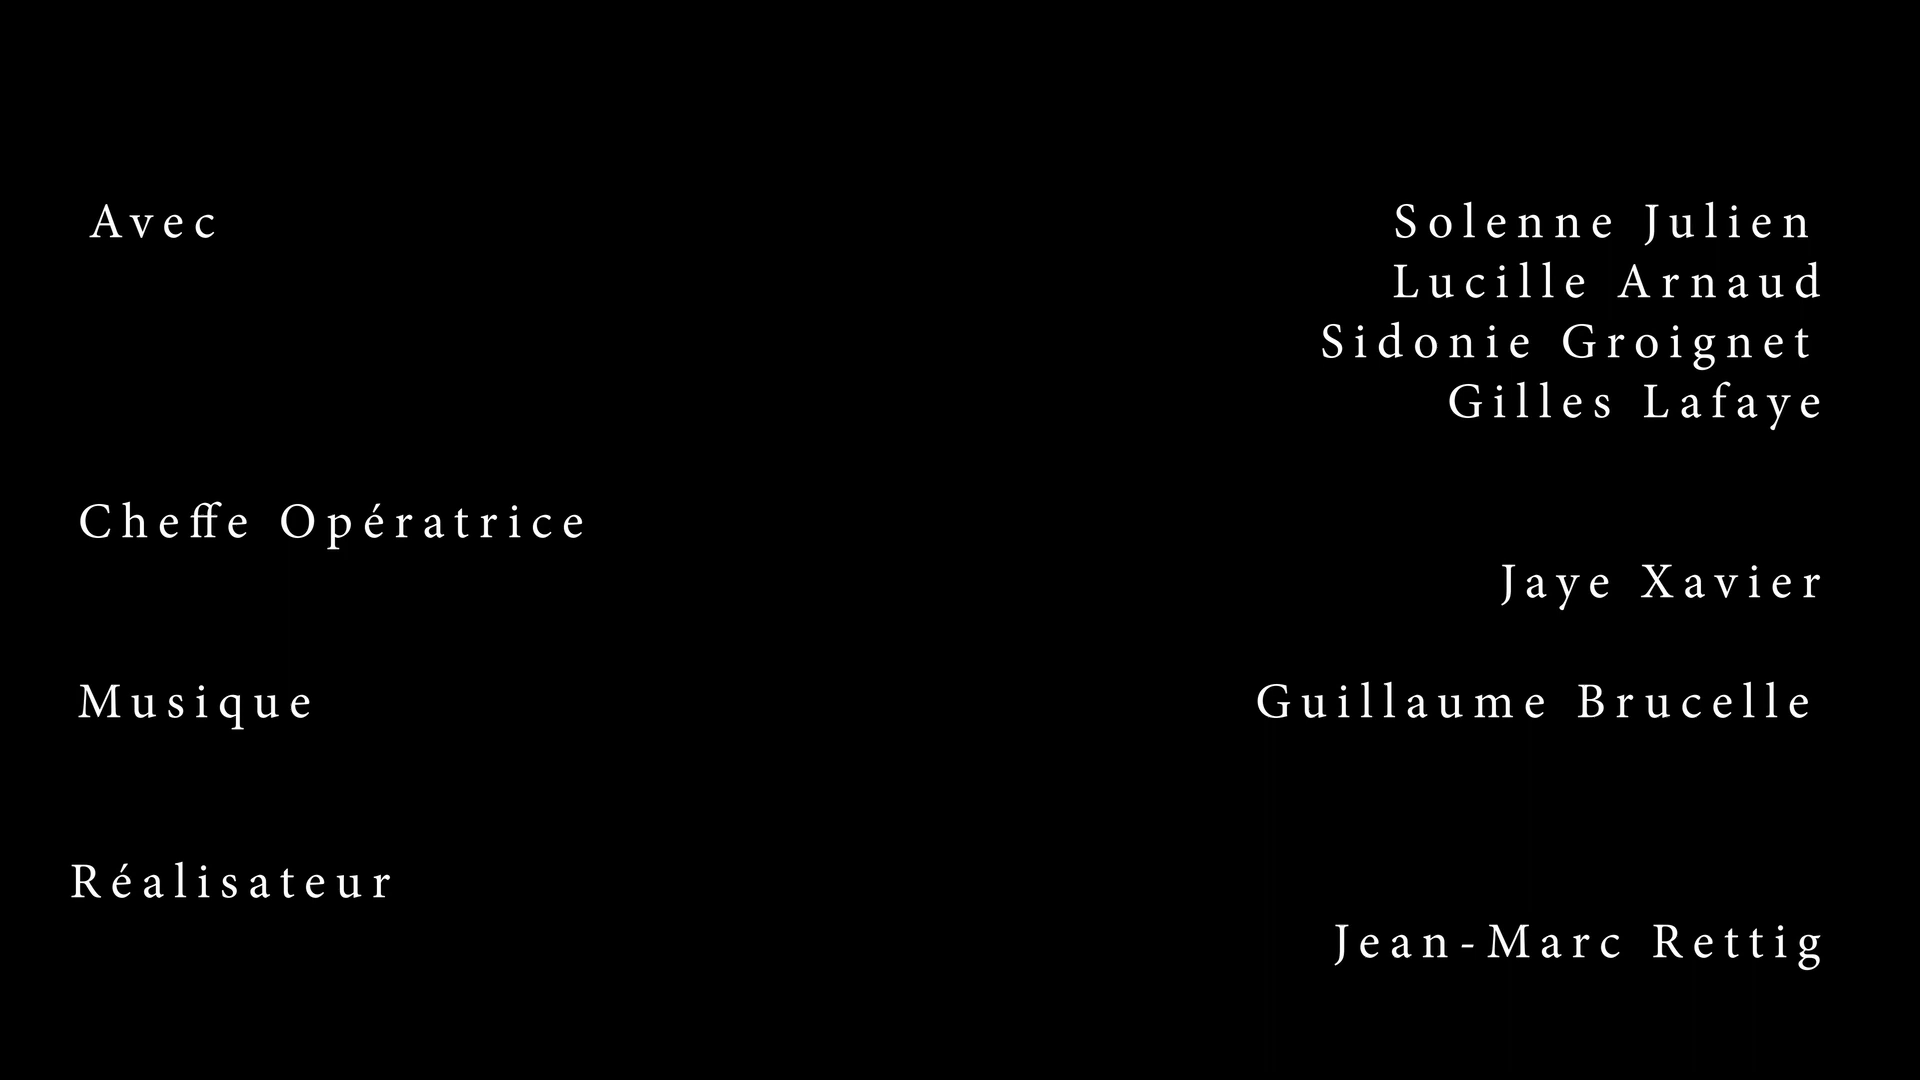 Avec Solenne Julien
Lucille Arnaud
Sidonie Groignet
Gilles Lafaye
Cheffe Opératrice
Jaye Xavier
Musique Guillaume Brucelle
Réalisateur
Jean-Marc Rettig